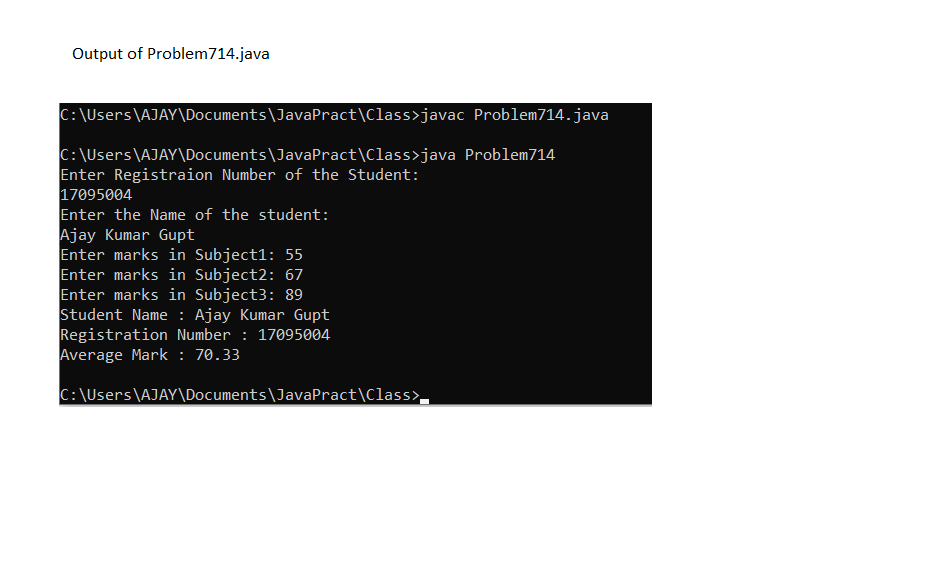 Output of Problem714.java
C:\Users\AJAY\Documents\JavaPract\Class>javac Problem714.java
C:\Users\AJAY\Documents\JavaPract\Class>java Problem714
Enter Registraion Number of the Student:
17095004
Enter the Name of the student:
Ajay Kumar Gupt
Enter marks in Subject1: 55
Enter marks in Subject2: 67
Enter marks in Subject3: 89
Student Name : Ajay Kumar Gupt
Registration Number : 17095004
Average Mark : 70.33
C:\Users\AJAY\Documents\JavaPract\Class>